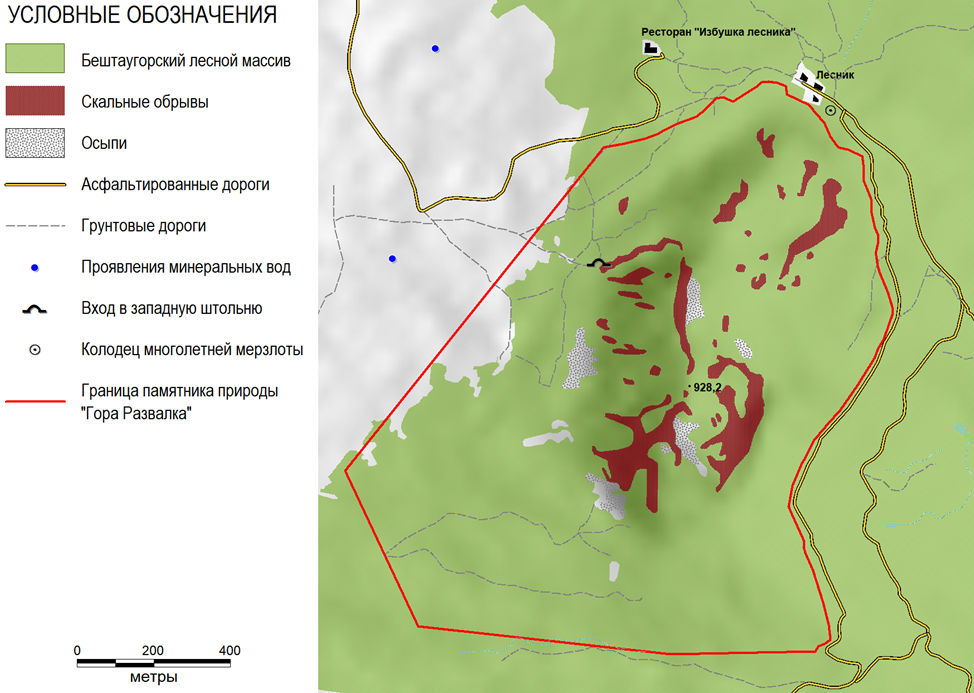 УСЛОВНЫЕ ОБОЗНАЧЕНИЯ
Бештаугорский лесной массив
Скальные обрывы
Осыпи
Асфальтированные дороги
Грунтовые дороги
Проявления минеральных вод
Вход в западную штольню
Колодец многолетней мерзлоты
Граница памятника природы
"Гора Развалка"
0 200 400
метры
Ресторан "Избушка лесника"
Лесник
928,2